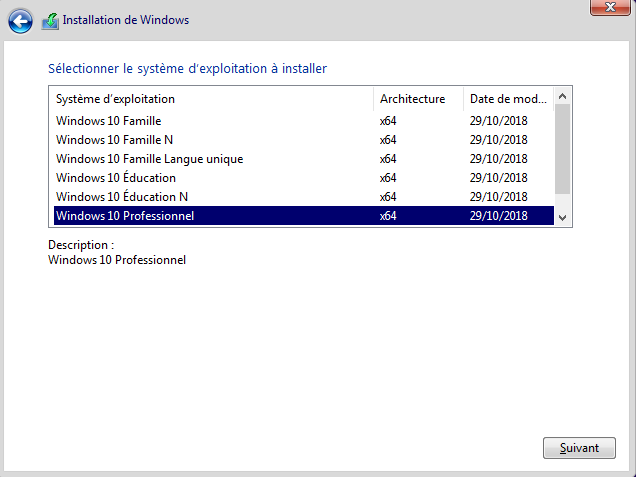 Installation de Windows
Sélectionner le système d'exploitation à installer
Système d'exploitation Architecture Date de mod...
Windows 10 Famille x64 29/10/2018
Windows 10 Famille N x64 29/10/2018
Windows 10 Famille Langue unique x64 29/10/2018
Windows 10 Éducation x64 29/10/2018
Windows 10 Éducation N x64 29/10/2018
Windows 10 Professionnel x64 29/10/2018
Description :
Windows 10 Professionnel
Suivant